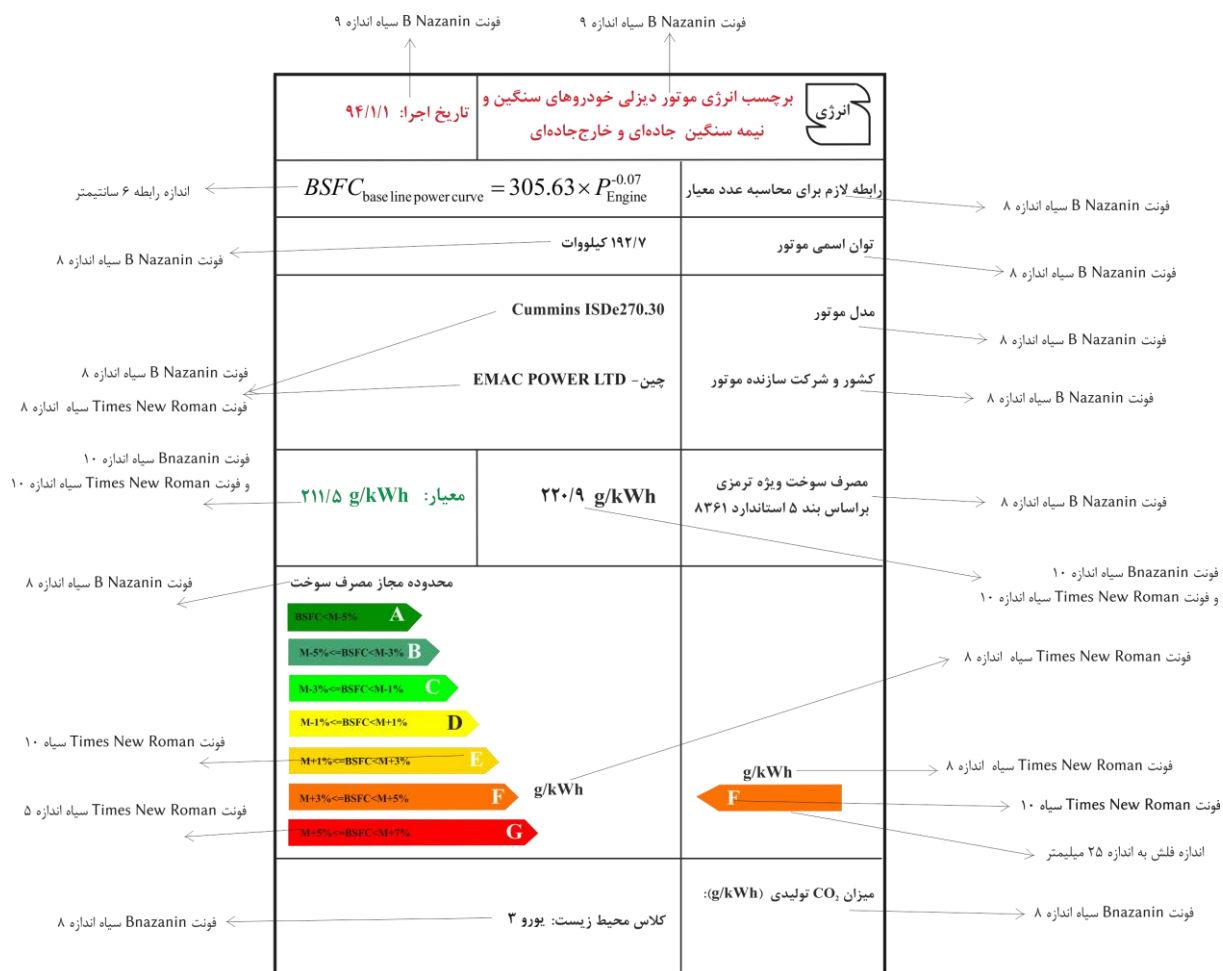 فونت B Nazanin سیاه اندازه ۹
فونت B Nazanin سیاه اندازه ۹
انرژی
برچسب انرژی موتور دیزلی خودروهای سنگین و
نیمه سنگین جاده‌ای و خارج‌جاده‌ای
تاریخ اجرا: ۹۴/۱/۱
رابطه لازم برای محاسبه عدد معیار
BSFC base line power curve = 305.63 × P Engine -0.07
اندازه رابطه ۶ سانتیمتر
فونت B Nazanin سیاه اندازه ۸
توان اسمی موتور
۱۹۲/۷ کیلووات
فونت B Nazanin سیاه اندازه ۸
فونت B Nazanin سیاه اندازه ۸
مدل موتور
Cummins ISDe270.30
فونت B Nazanin سیاه اندازه ۸
کشور و شرکت سازنده موتور
چین- EMAC POWER LTD
فونت B Nazanin سیاه اندازه ۸
فونت Times New Roman سیاه اندازه ۸
فونت B Nazanin سیاه اندازه ۸
مصرف سوخت ویژه ترمزی
براساس بند ۵ استاندارد ۸۳۶۱
۲۲۰/۹ g/kWh
معیار: ۲۱۱/۵ g/kWh
فونت Bnazanin سیاه اندازه ۱۰
و فونت Times New Roman سیاه اندازه ۱۰
فونت B Nazanin سیاه اندازه ۸
فونت Bnazanin سیاه اندازه ۱۰
و فونت Times New Roman سیاه اندازه ۱۰
محدوده مجاز مصرف سوخت
فونت B Nazanin سیاه اندازه ۸
BSFC<M-5% A
M-5%<=BSFC<M-3% B
M-3%<=BSFC<M-1% C
M-1%<=BSFC<M+1% D
M+1%<=BSFC<M+3% E
M+3%<=BSFC<M+5% F
M+5%<=BSFC<M+7% G
g/kWh
فونت Times New Roman سیاه اندازه ۸
فونت Times New Roman سیاه ۱۰
فونت Times New Roman سیاه اندازه ۵
g/kWh
F
فونت Times New Roman سیاه اندازه ۸
فونت Times New Roman سیاه ۱۰
اندازه فلش به اندازه ۲۵ میلیمتر
میزان CO₂ تولیدی (g/kWh):
کلاس محیط زیست: یورو ۳
فونت Bnazanin سیاه اندازه ۸
فونت Bnazanin سیاه اندازه ۸